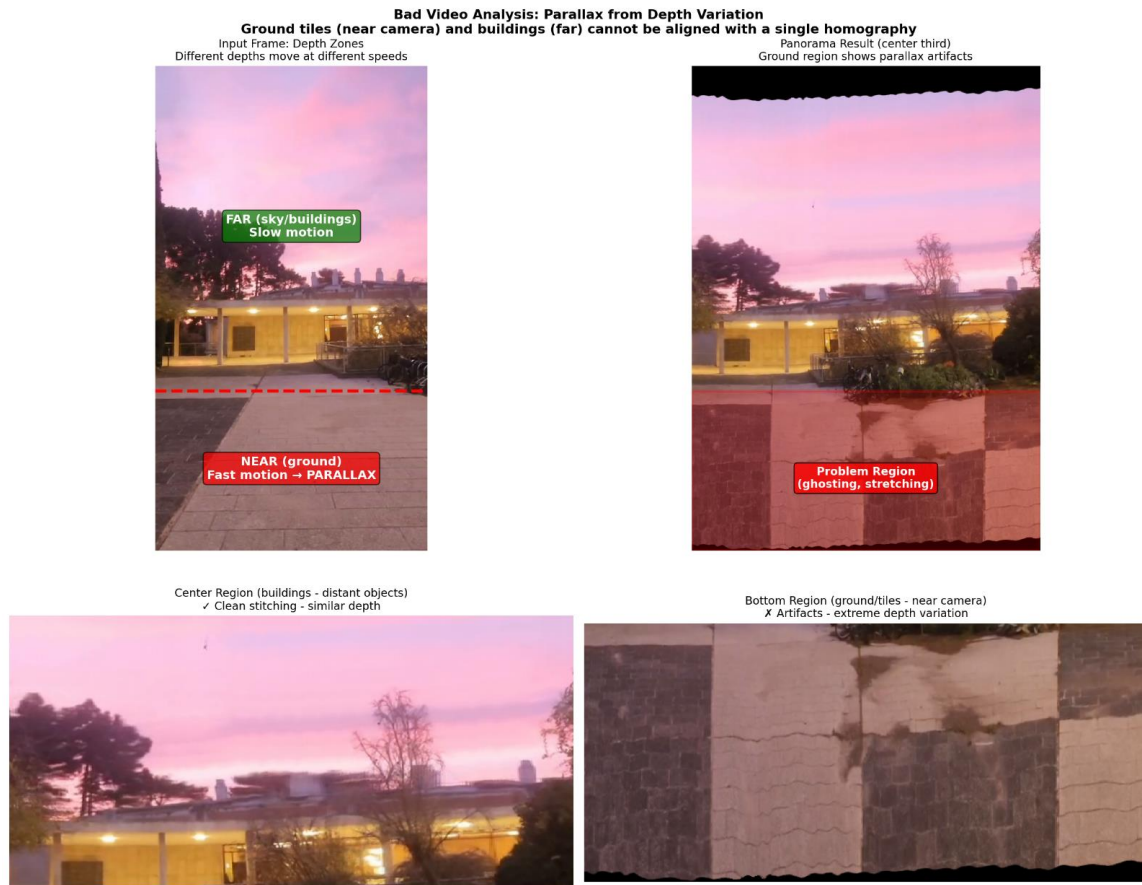 Bad Video Analysis: Parallax from Depth Variation
Ground tiles (near camera) and buildings (far) cannot be aligned with a single homography
Input Frame: Depth Zones
Different depths move at different speeds
FAR (sky/buildings)
Slow motion
NEAR (ground)
Fast motion → PARALLAX
Panorama Result (center third)
Ground region shows parallax artifacts
Problem Region
(ghosting, stretching)
Center Region (buildings - distant objects)
✓ Clean stitching - similar depth
Bottom Region (ground/tiles - near camera)
✗ Artifacts - extreme depth variation